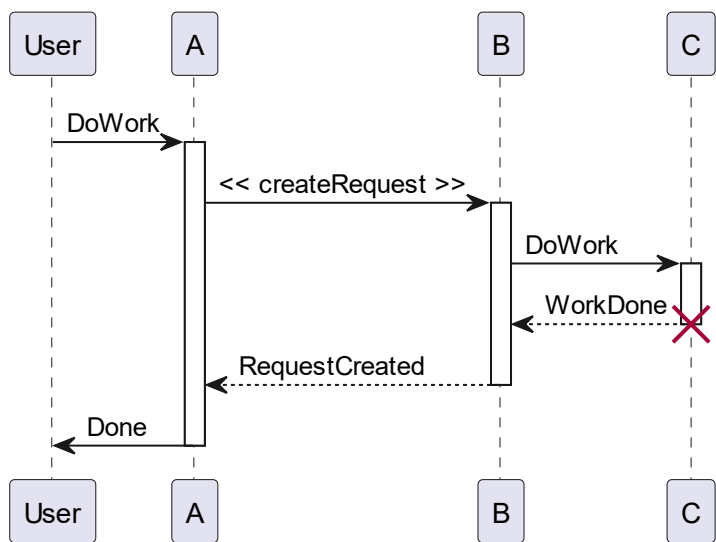 User
A
B
C
DoWork
<< createRequest >>
DoWork
WorkDone
RequestCreated
Done
User
A
B
C